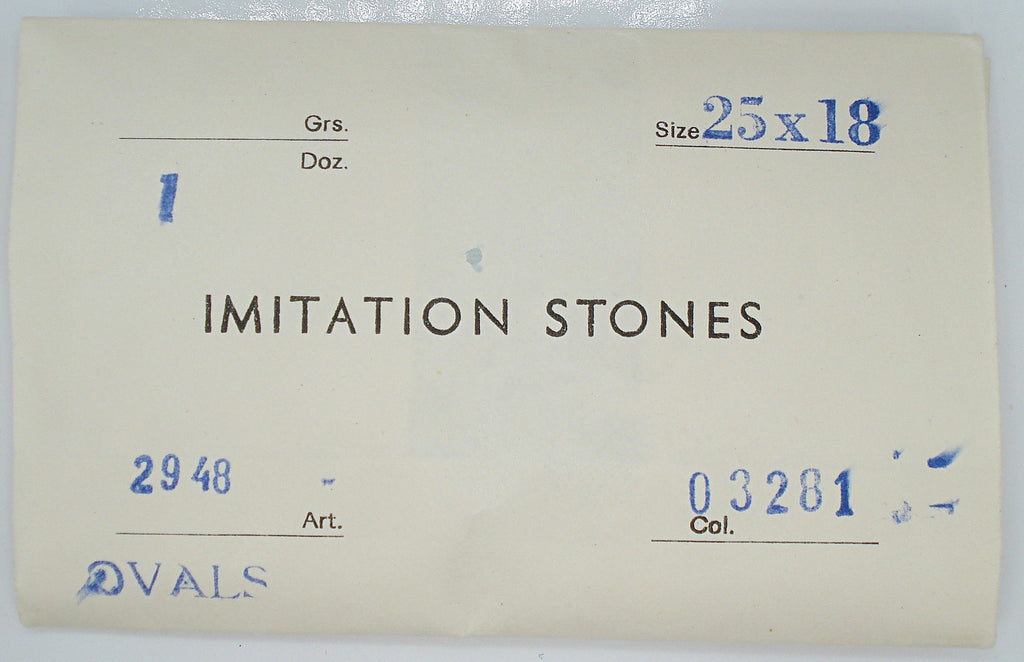 Grs.
Size 25 x 18
Doz.
1
IMITATION STONES
2948 -
03281
Art.
Col.
OVALS